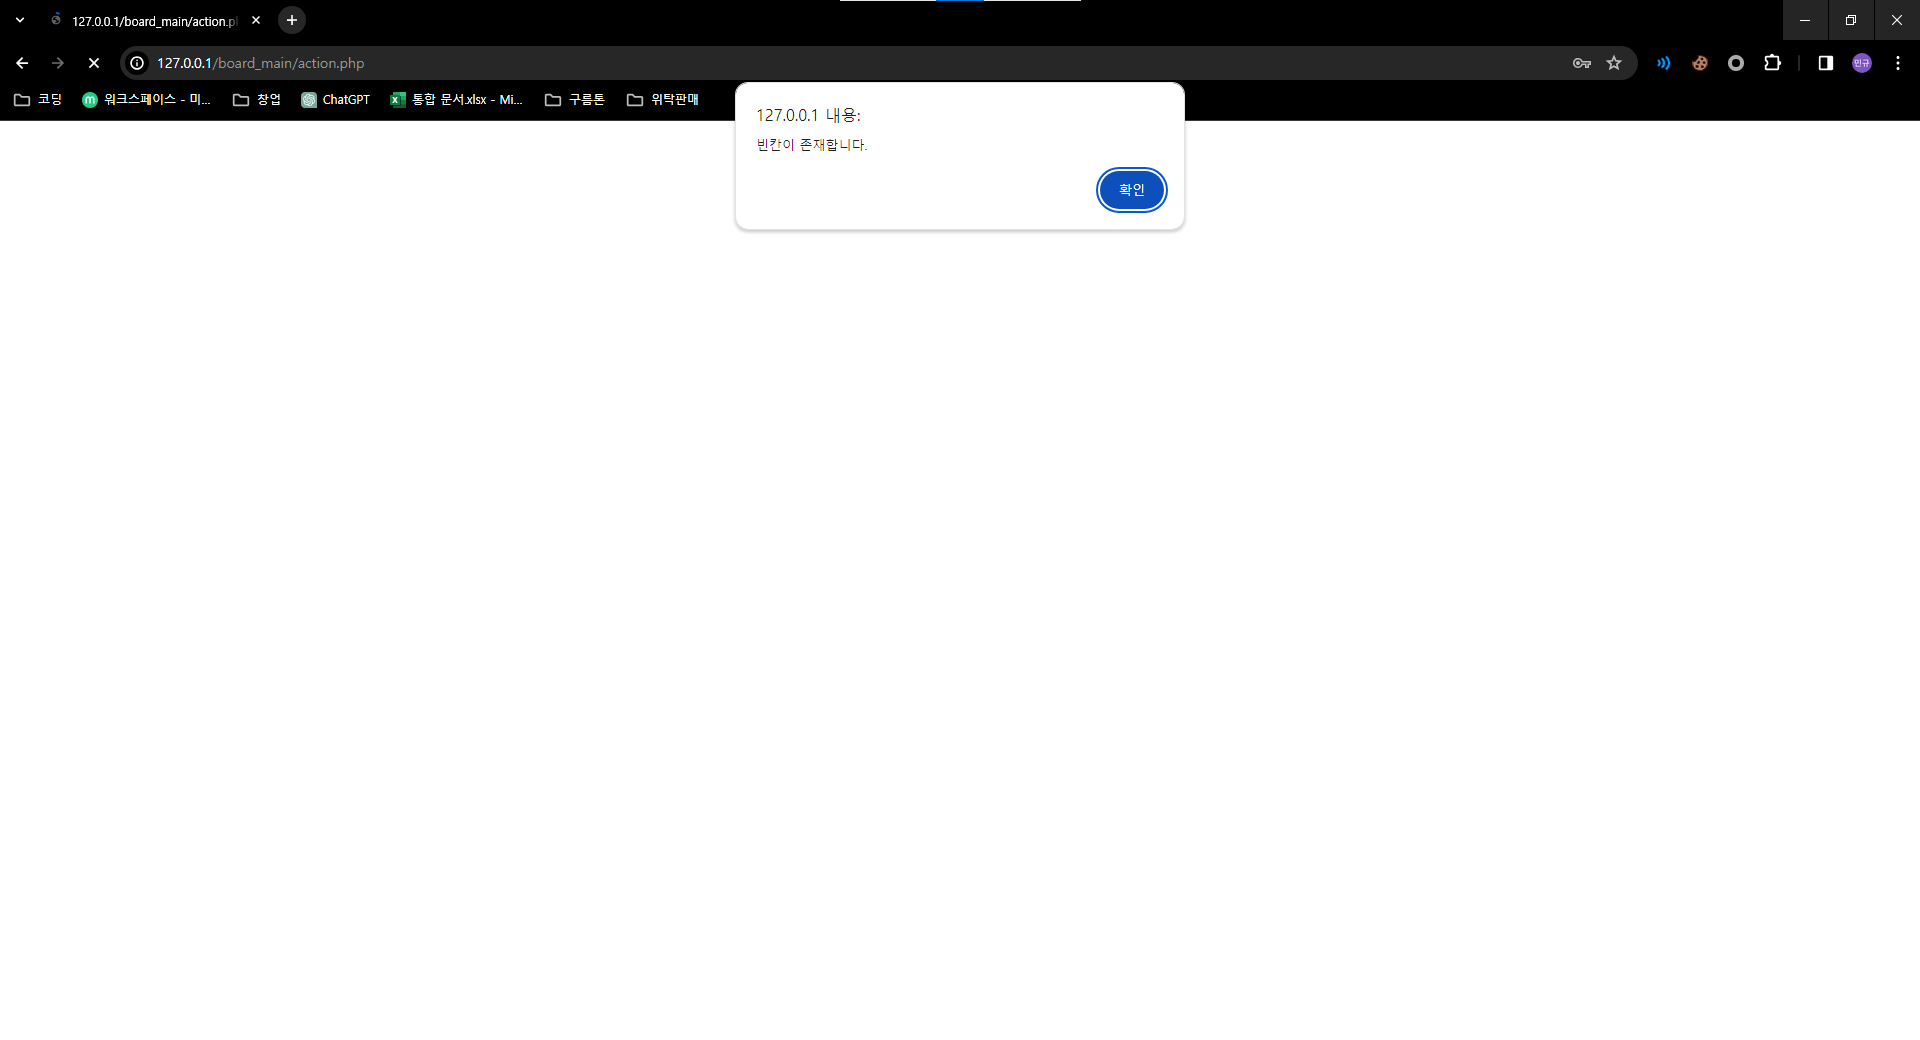 127.0.0.1/board_main/action.p
127.0.0.1/board_main/action.php
민규
코딩
m 워크스페이스 - 미...
창업
ChatGPT
통합 문서.xlsx - Mi...
구름톤
위탁판매
127.0.0.1 내용:
빈칸이 존재합니다.
확인